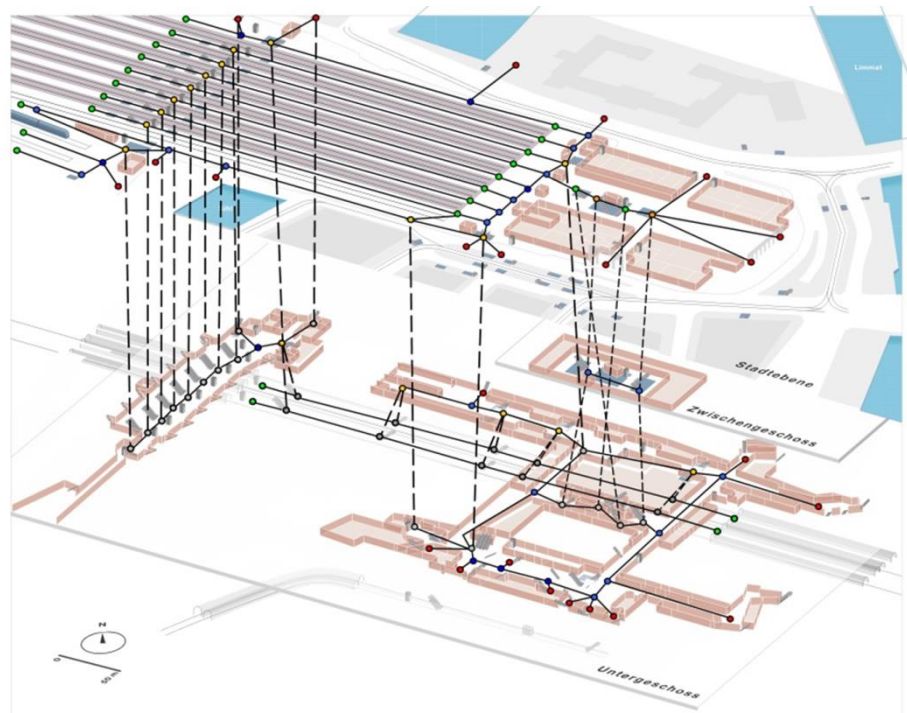 Limmat
Stadtebene
Zwischengeschoss
N
0
50 m
Untergeschoss